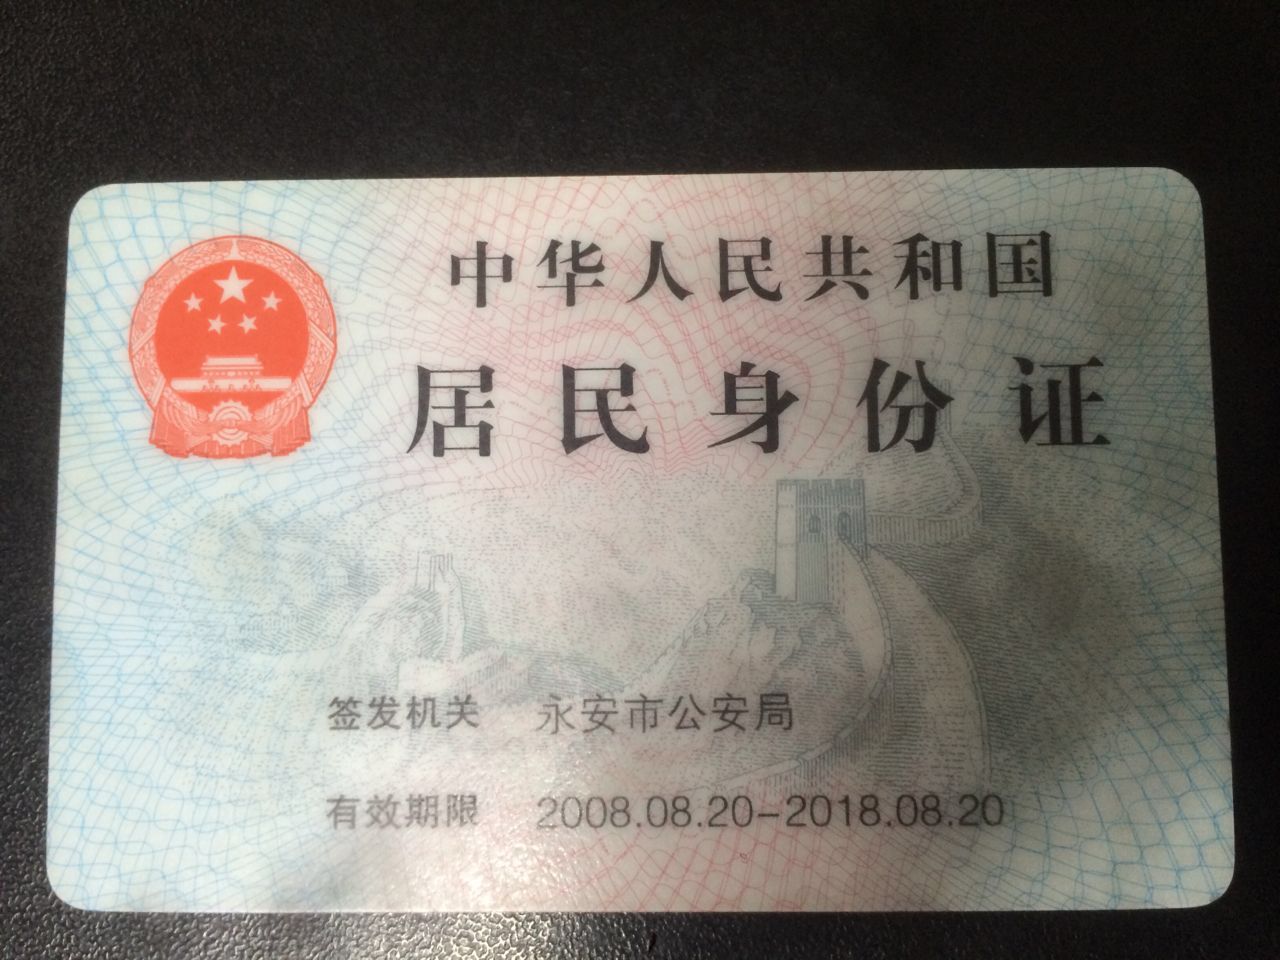 中华人民共和国
居民身份证
签发机关 永安市公安局
有效期限 2008.08.20-2018.08.20